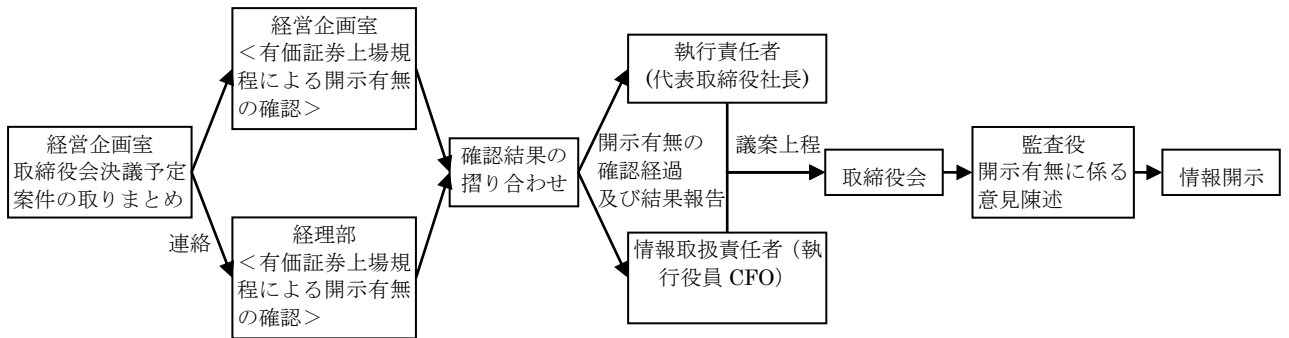 経営企画室
取締役会決議予定
案件の取りまとめ
連絡
経営企画室
＜有価証券上場規
程による開示有無
の確認＞
経理部
＜有価証券上場規
程による開示有無
の確認＞
確認結果の
摺り合わせ
開示有無の
確認経過
及び結果報告
執行責任者
(代表取締役社長)
情報取扱責任者（執
行役員 CFO）
議案上程
取締役会
監査役
開示有無に係る
意見陳述
情報開示